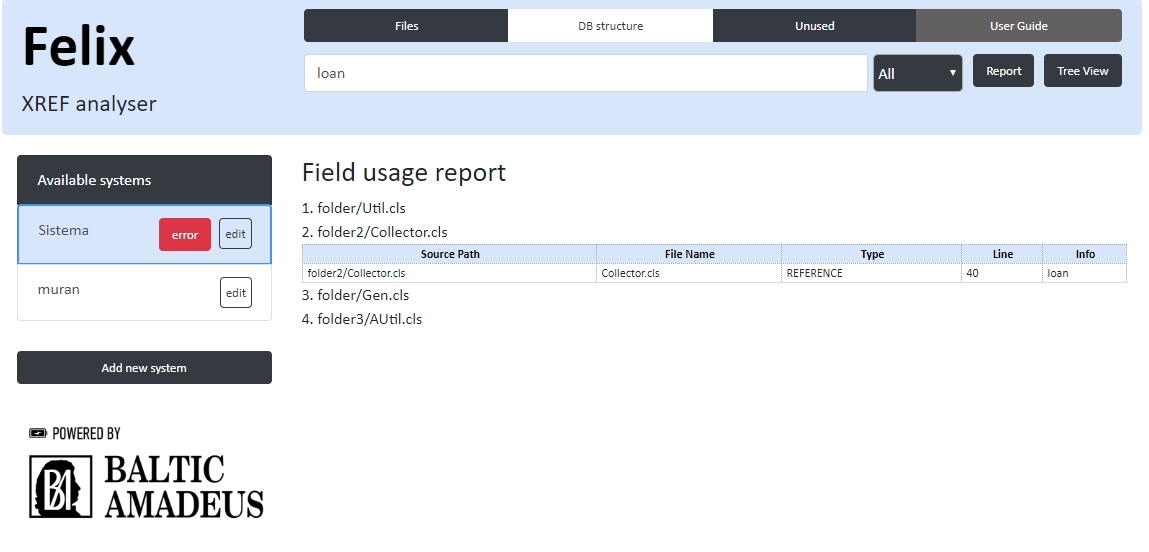 Felix
XREF analyser
Files DB structure Unused User Guide
loan All Report Tree View
Available systems
Sistema error edit
muran edit
Add new system
POWERED BY
BALTIC
AMADEUS
Field usage report
1. folder/Util.cls
2. folder2/Collector.cls
Source Path File Name Type Line Info
folder2/Collector.cls Collector.cls REFERENCE 40 loan
3. folder/Gen.cls
4. folder3/AUtil.cls